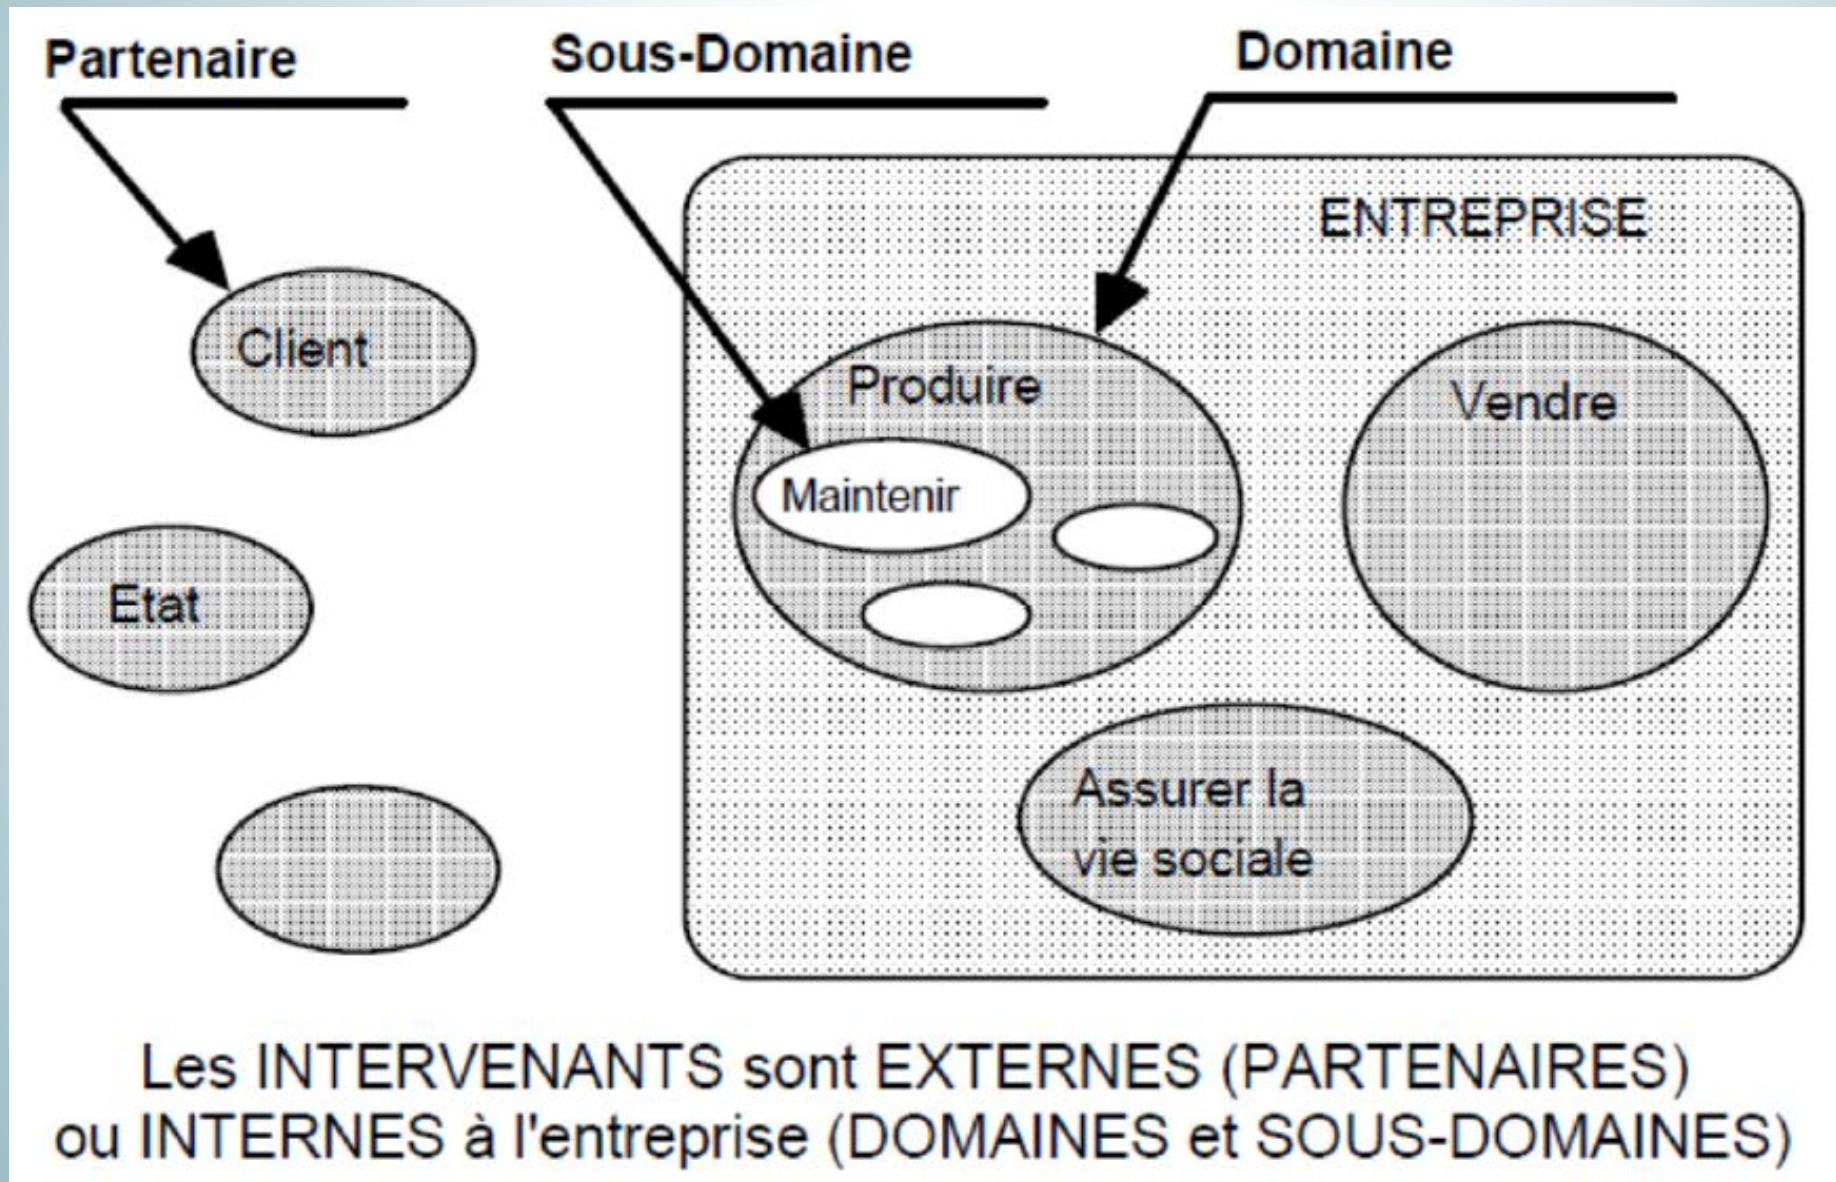 Partenaire
Sous-Domaine
Domaine
ENTREPRISE
Client
Produire
Vendre
Maintenir
Etat
Assurer la
vie sociale
Les INTERVENANTS sont EXTERNES (PARTENAIRES)
ou INTERNES à l'entreprise (DOMAINES et SOUS-DOMAINES)